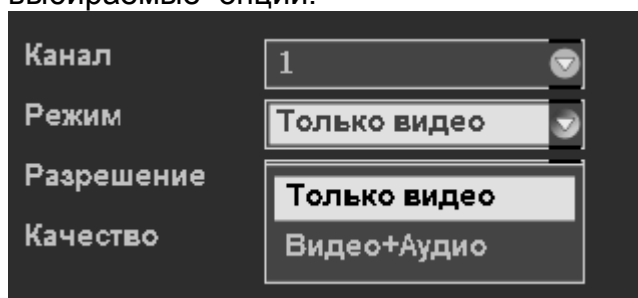 выбираемые опции:
Канал 1
Режим Только видео
Разрешение Только видео
Качество Видео+Аудио